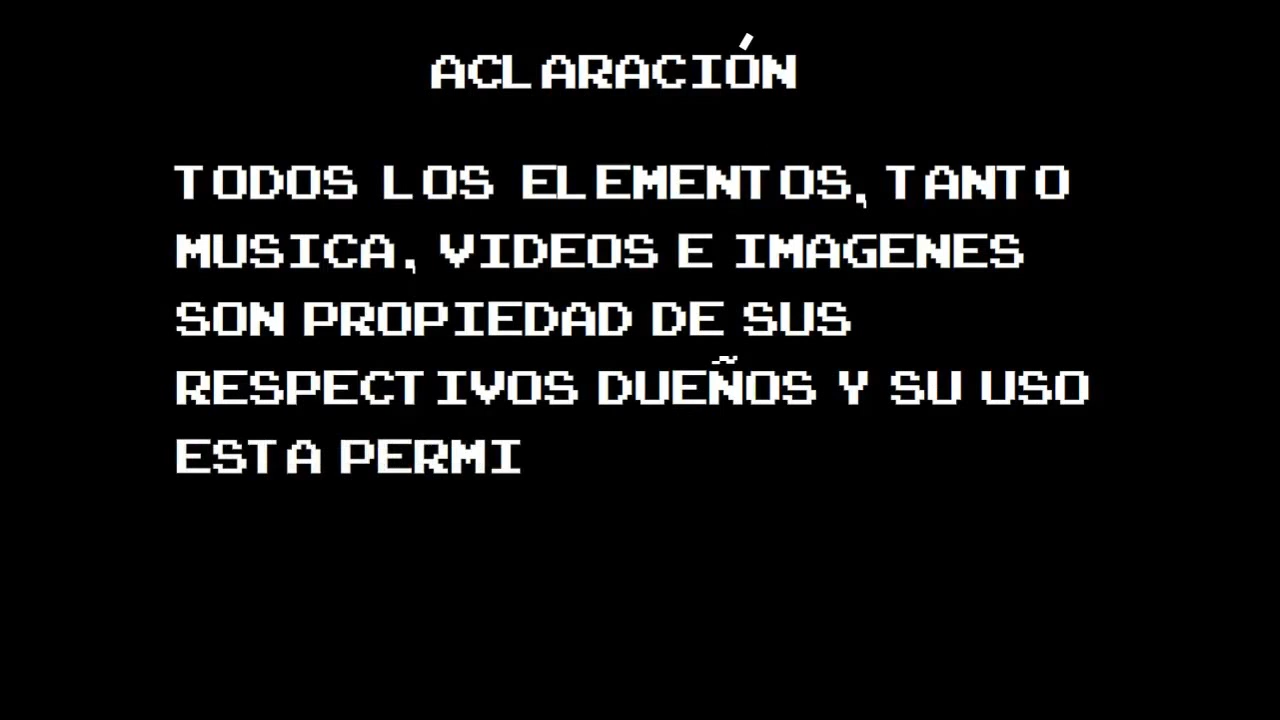 ACLARACIÓN
TODOS LOS ELEMENTOS, TANTO
MUSICA, VIDEOS E IMAGENES
SON PROPIEDAD DE SUS
RESPECTIVOS DUEÑOS Y SU USO
ESTA PERMI